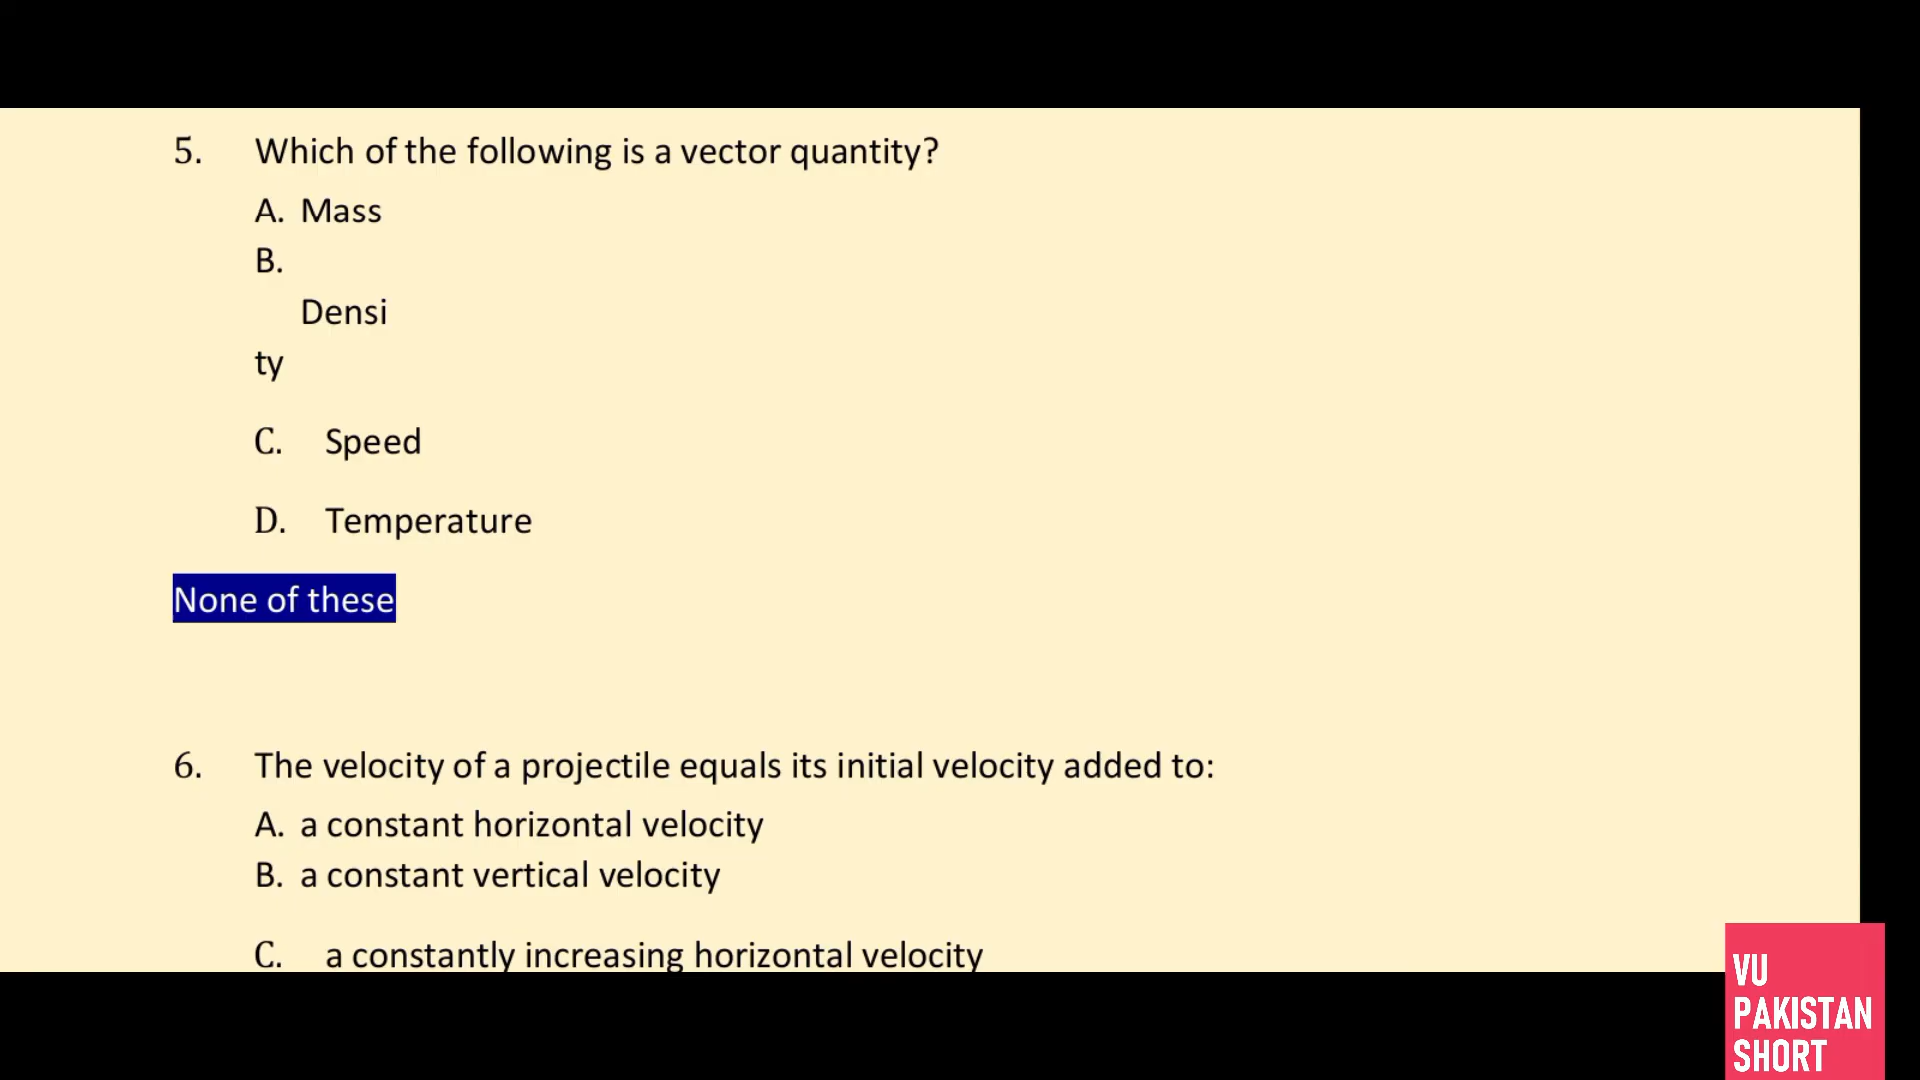 5. Which of the following is a vector quantity?
A. Mass
B.
Densi
ty
C. Speed
D. Temperature
None of these
6. The velocity of a projectile equals its initial velocity added to:
A. a constant horizontal velocity
B. a constant vertical velocity
C. a constantly increasing horizontal velocity
VU
PAKISTAN
SHORT